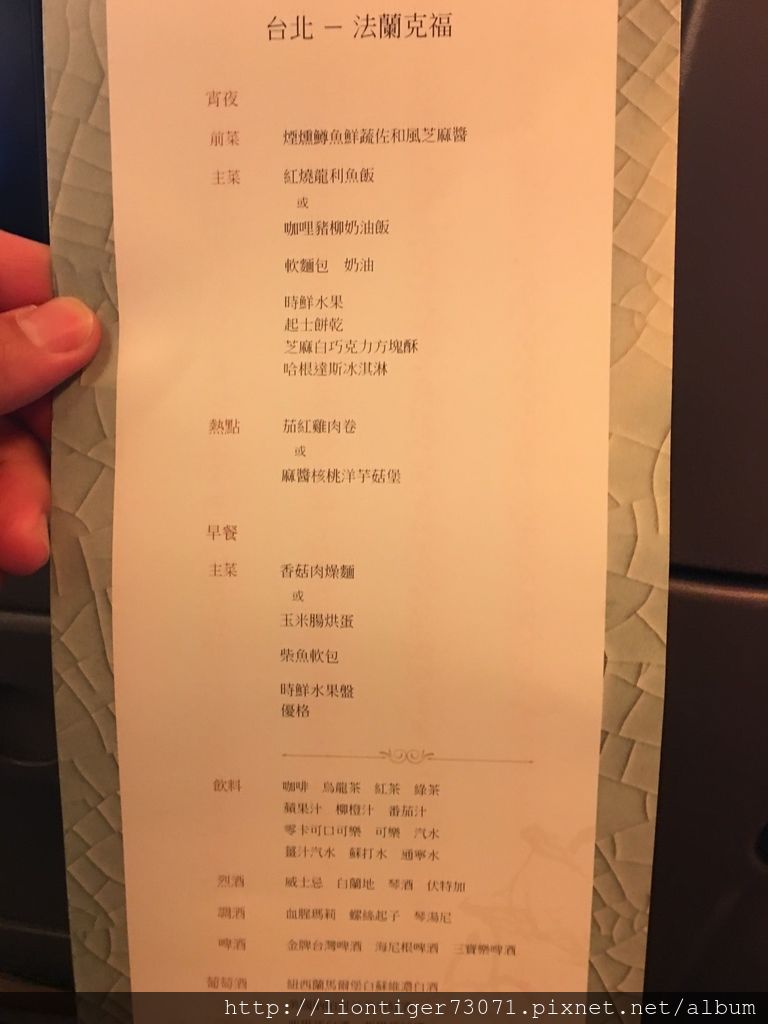 台北 － 法蘭克福
宵夜
前菜 煙燻鱒魚鮮蔬佐和風芝麻醬
主菜 紅燒龍利魚飯
或
咖哩豬柳奶油飯
軟麵包 奶油
時鮮水果
起士餅乾
芝麻白巧克力方塊酥
哈根達斯冰淇淋
熱點 茄紅雞肉卷
或
麻醬核桃洋芋菇堡
早餐
主菜 香菇肉燥麵
或
玉米腸烘蛋
柴魚軟包
時鮮水果盤
優格
飲料 咖啡 烏龍茶 紅茶 綠茶
蘋果汁 柳橙汁 番茄汁
零卡可口可樂 可樂 汽水
薑汁汽水 蘇打水 通寧水
烈酒 威士忌 白蘭地 琴酒 伏特加
調酒 血腥瑪莉 螺絲起子 琴湯尼
啤酒 金牌台灣啤酒 海尼根啤酒 三寶樂啤酒
葡萄酒 紐西蘭馬爾堡白蘇維濃白酒
http://liontiger73071.pixnet.net/album